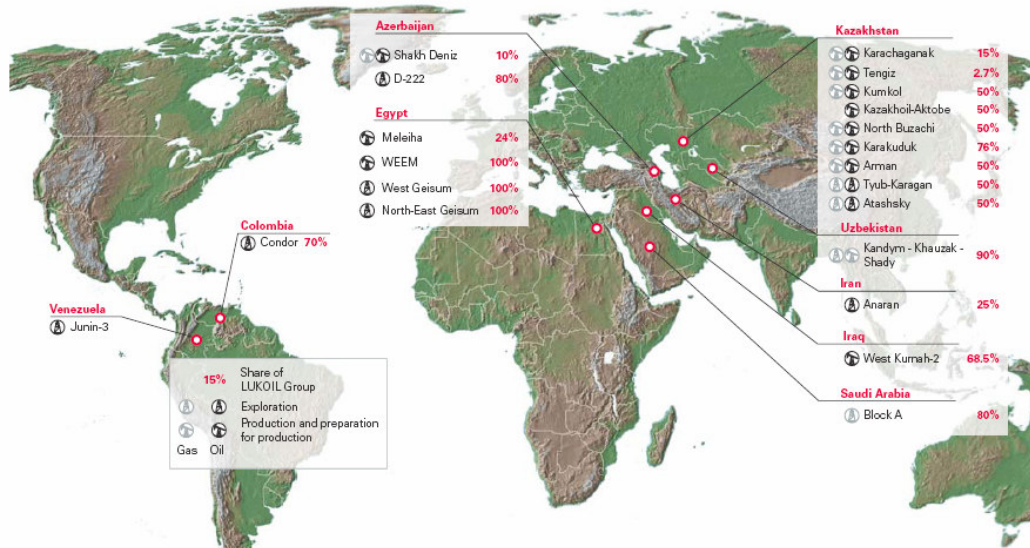 Azerbaijan
Shakh Deniz 10%
D-222 80%
Egypt
Meleiha 24%
WEEM 100%
West Geisum 100%
North-East Geisum 100%
Colombia
Condor 70%
Venezuela
Junin-3
15% Share of
LUKOIL Group
Exploration
Production and preparation
for production
Gas Oil
Kazakhstan
Karachaganak 15%
Tengiz 2.7%
Kumkol 50%
Kazakhoil-Aktobe 50%
North Buzachi 50%
Karakuduk 76%
Arman 50%
Tyub-Karagan 50%
Atashsky 50%
Uzbekistan
Kandym - Khauzak -
Shady 90%
Iran
Anaran 25%
Iraq
West Kurnah-2 68.5%
Saudi Arabia
Block A 80%